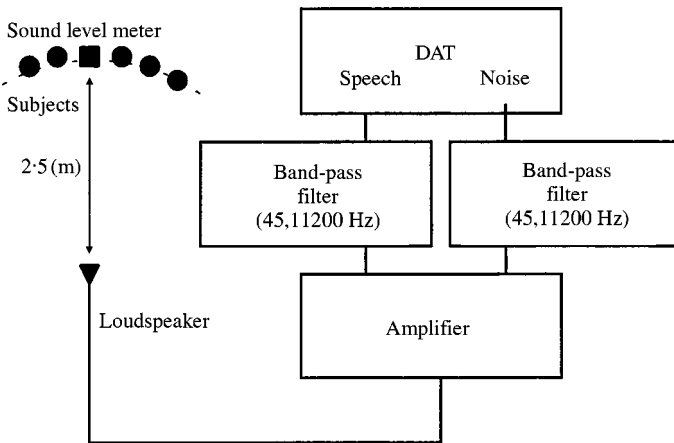 Sound level meter
Subjects
2·5 (m)
Loudspeaker
DAT
Speech Noise
Band-pass
filter
(45,11200 Hz)
Band-pass
filter
(45,11200 Hz)
Amplifier